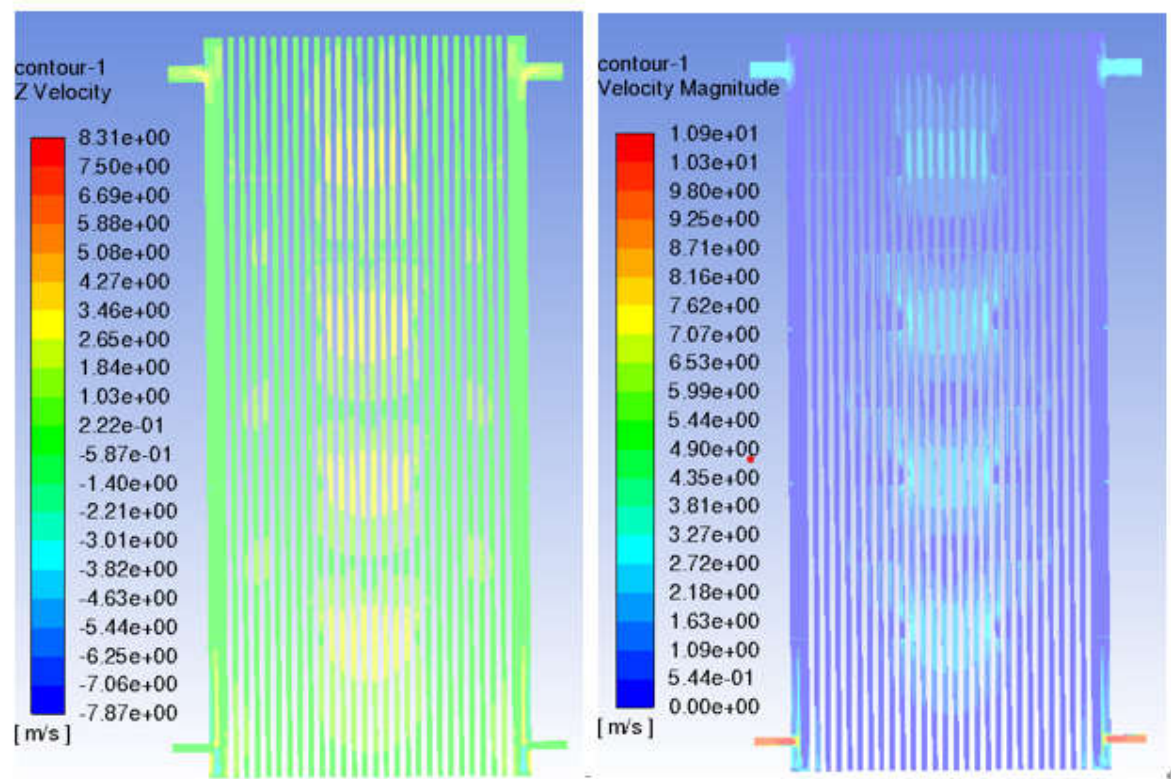 contour-1
Z Velocity
8.31e+00
7.50e+00
6.69e+00
5.88e+00
5.08e+00
4.27e+00
3.46e+00
2.65e+00
1.84e+00
1.03e+00
2.22e-01
-5.87e-01
-1.40e+00
-2.21e+00
-3.01e+00
-3.82e+00
-4.63e+00
-5.44e+00
-6.25e+00
-7.06e+00
-7.87e+00
[ m/s ]
contour-1
Velocity Magnitude
1.09e+01
1.03e+01
9.80e+00
9.25e+00
8.71e+00
8.16e+00
7.62e+00
7.07e+00
6.53e+00
5.99e+00
5.44e+00
4.90e+00
4.35e+00
3.81e+00
3.27e+00
2.72e+00
2.18e+00
1.63e+00
1.09e+00
5.44e-01
0.00e+00
[ m/s ]